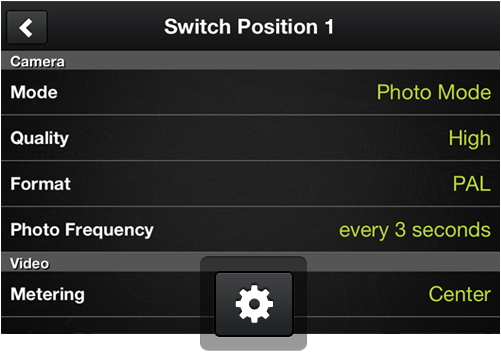 Switch Position 1
Camera
Mode Photo Mode
Quality High
Format PAL
Photo Frequency every 3 seconds
Video
Metering Center